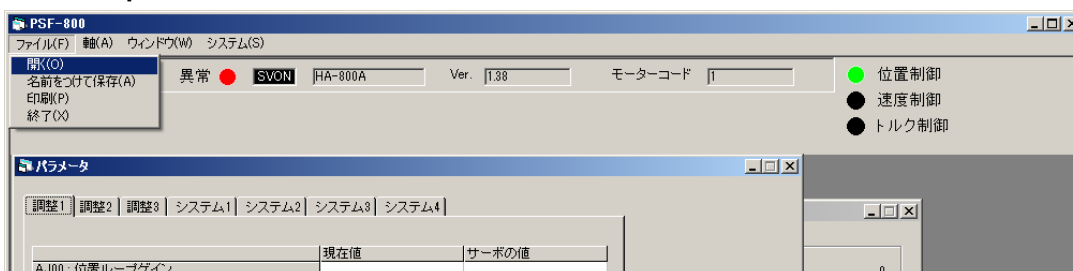 PSF-800
ファイル(F) 軸(A) ウィンドウ(W) システム(S)
開く(O)
名前をつけて保存(A)
印刷(P)
終了(X)
異常 SVON HA-800A Ver. 1.38 モーターコード 1
位置制御
速度制御
トルク制御
パラメータ
調整1 調整2 調整3 システム1 システム2 システム3 システム4
現在値 サーボの値
AJ00:位置ループゲイン
0